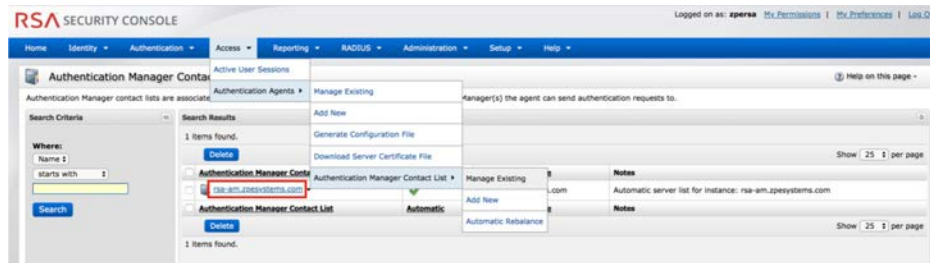 RSA SECURITY CONSOLE
Logged on as: zpersa My Permissions | My Preferences | Log O
Home Identity Authentication Access Reporting RADIUS Administration Setup Help
Authentication Manager Contac
Active User Sessions
Help on this page
Authentication Manager contact lists are associate
Authentication Agents
Manage Existing
Manager(s) the agent can send authentication requests to.
Search Criteria
Search Results
Add New
1 items found.
Generate Configuration File
Where:
Name
Delete
Download Server Certificate File
Show 25 per page
starts with
Authentication Manager Conta
Authentication Manager Contact List
Manage Existing
Notes
rsa-am.zpesystems.com
.com
Automatic server list for instance: rsa-am.zpesystems.com
Search
Authentication Manager Contact List
Automatic
Add New
Notes
Delete
Automatic Rebalance
Show 25 per page
1 items found.